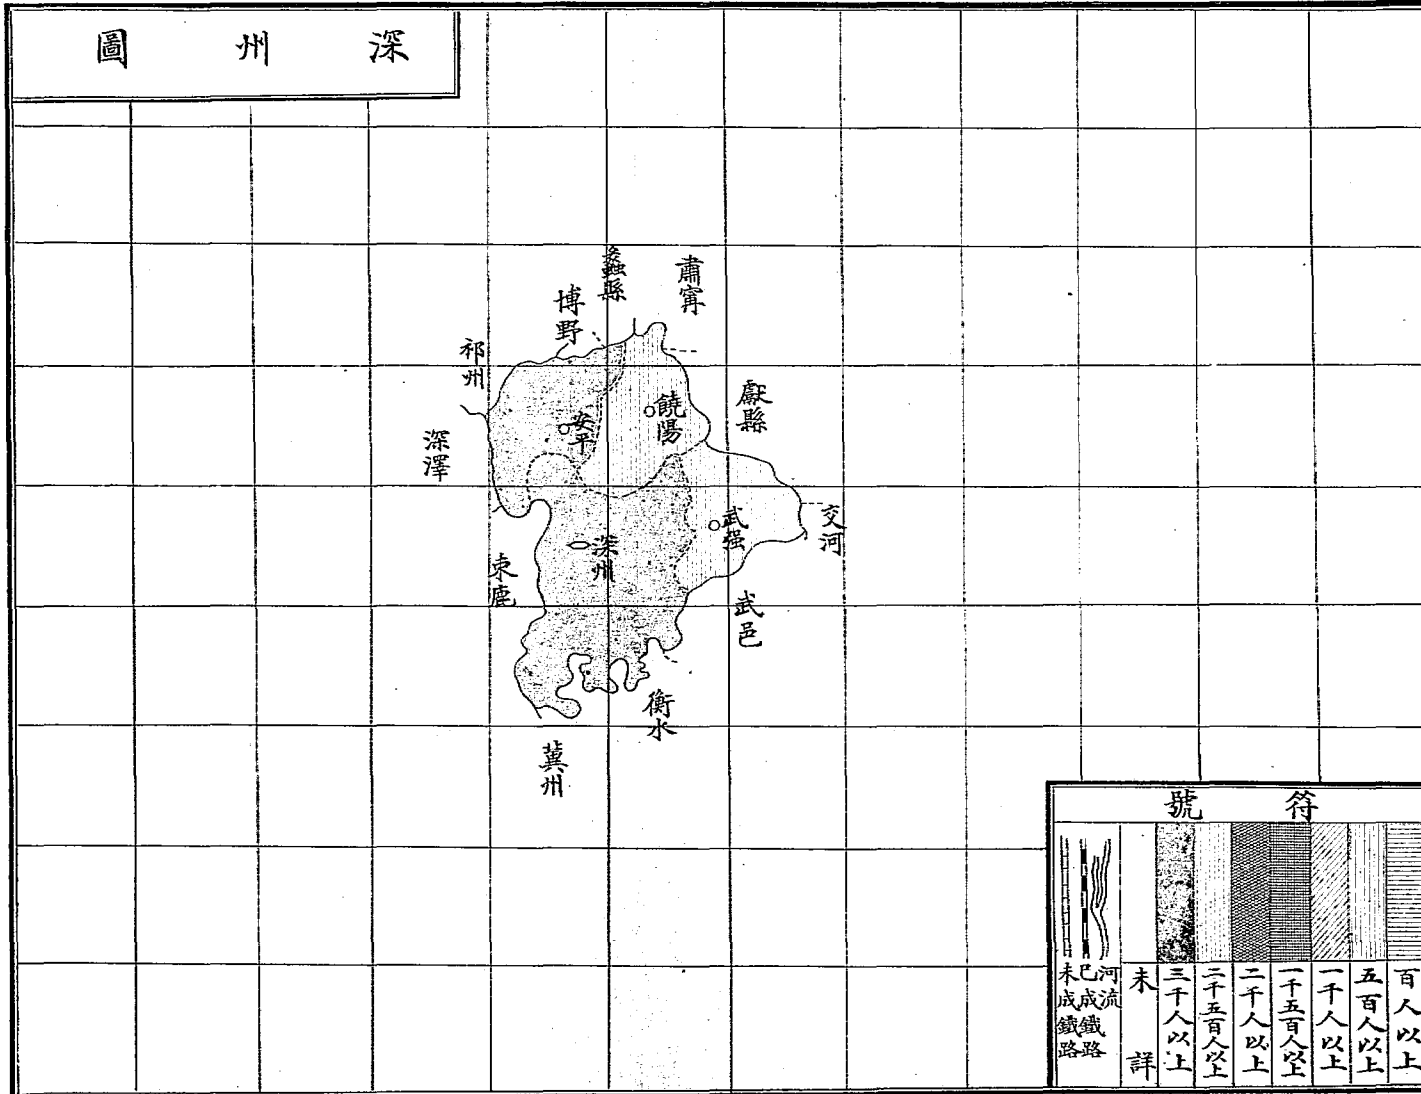 深州圖
蠡縣
肅寧
博野
祁州
獻縣
饒陽
安平
深澤
武強
交河
深州
束鹿
武邑
衡水
冀州
符號
百人以上
五百人以上
一千人以上
一千五百人以上
二千人以上
二千五百人以上
三千人以上
未詳
河流
已成鐵路
未成鐵路